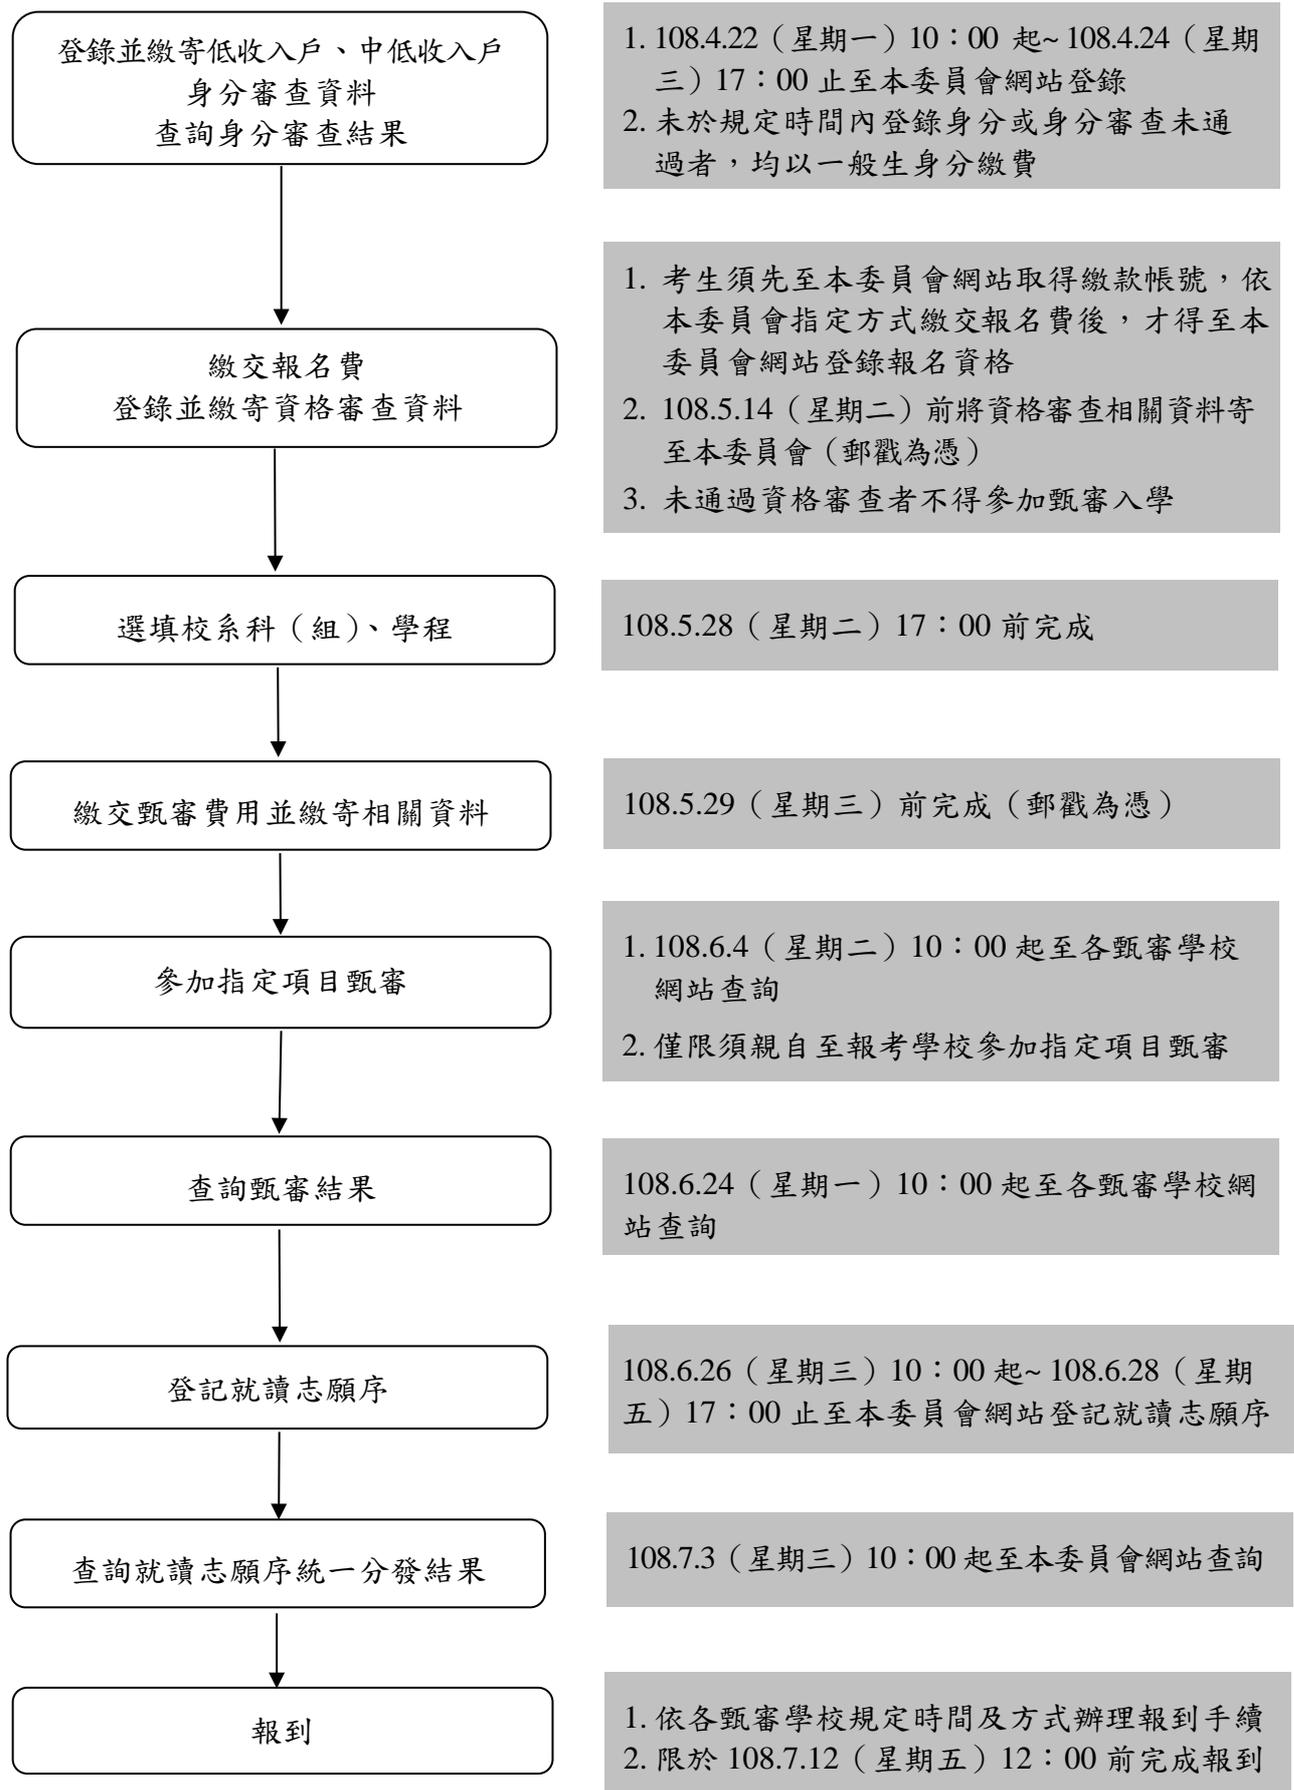 登錄並繳寄低收入戶、中低收入戶
身分審查資料
查詢身分審查結果
1. 108.4.22（星期一）10：00 起~ 108.4.24（星期
三）17：00 止至本委員會網站登錄
2. 未於規定時間內登錄身分或身分審查未通
過者，均以一般生身分繳費
繳交報名費
登錄並繳寄資格審查資料
1. 考生須先至本委員會網站取得繳款帳號，依
本委員會指定方式繳交報名費後，才得至本
委員會網站登錄報名資格
2. 108.5.14（星期二）前將資格審查相關資料寄
至本委員會（郵戳為憑）
3. 未通過資格審查者不得參加甄審入學
選填校系科（組）、學程
108.5.28（星期二）17：00 前完成
繳交甄審費用並繳寄相關資料
108.5.29（星期三）前完成（郵戳為憑）
參加指定項目甄審
1. 108.6.4（星期二）10：00 起至各甄審學校
網站查詢
2. 僅限須親自至報考學校參加指定項目甄審
查詢甄審結果
108.6.24（星期一）10：00 起至各甄審學校網
站查詢
登記就讀志願序
108.6.26（星期三）10：00 起~ 108.6.28（星期
五）17：00 止至本委員會網站登記就讀志願序
查詢就讀志願序統一分發結果
108.7.3（星期三）10：00 起至本委員會網站查詢
報到
1. 依各甄審學校規定時間及方式辦理報到手續
2. 限於 108.7.12（星期五）12：00 前完成報到